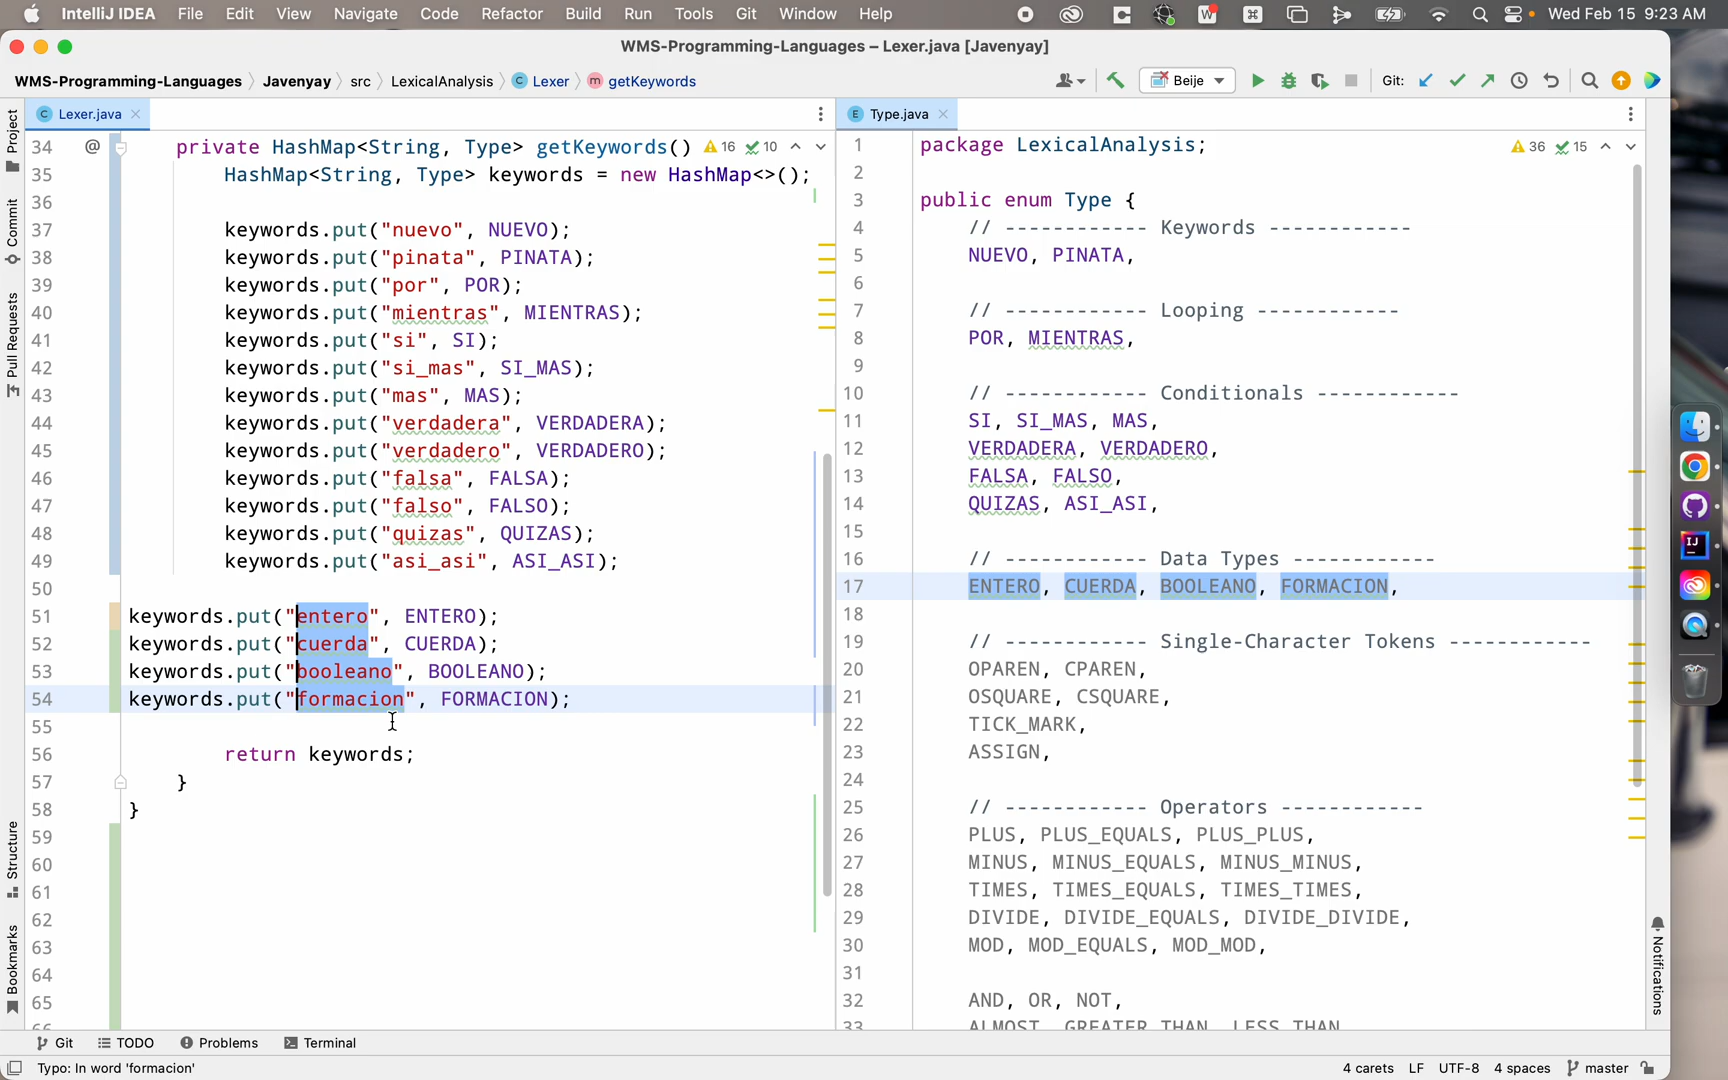 IntelliJ IDEA File Edit View Navigate Code Refactor Build Run Tools Git Window Help Wed Feb 15 9:23 AM
WMS-Programming-Languages – Lexer.java [Javenyay]
WMS-Programming-Languages Javenyay src LexicalAnalysis C Lexer m getKeywords Beije Git:
Project
Commit
Pull Requests
Structure
Bookmarks
C Lexer.java
34 @ private HashMap<String, Type> getKeywords() 16 10
35 HashMap<String, Type> keywords = new HashMap<>();
36
37 keywords.put("nuevo", NUEVO);
38 keywords.put("pinata", PINATA);
39 keywords.put("por", POR);
40 keywords.put("mientras", MIENTRAS);
41 keywords.put("si", SI);
42 keywords.put("si_mas", SI_MAS);
43 keywords.put("mas", MAS);
44 keywords.put("verdadera", VERDADERA);
45 keywords.put("verdadero", VERDADERO);
46 keywords.put("falsa", FALSA);
47 keywords.put("falso", FALSO);
48 keywords.put("quizas", QUIZAS);
49 keywords.put("asi_asi", ASI_ASI);
50
51 keywords.put("entero", ENTERO);
52 keywords.put("cuerda", CUERDA);
53 keywords.put("booleano", BOOLEANO);
54 keywords.put("formacion", FORMACION);
55
56 return keywords;
57 }
58 }
59
60
61
62
63
64
65
66
E Type.java
1 package LexicalAnalysis; 36 15
2
3 public enum Type {
4 // ------------ Keywords ------------
5 NUEVO, PINATA,
6
7 // ------------ Looping ------------
8 POR, MIENTRAS,
9
10 // ------------ Conditionals ------------
11 SI, SI_MAS, MAS,
12 VERDADERA, VERDADERO,
13 FALSA, FALSO,
14 QUIZAS, ASI_ASI,
15
16 // ------------ Data Types ------------
17 ENTERO, CUERDA, BOOLEANO, FORMACION,
18
19 // ------------ Single-Character Tokens ------------
20 OPAREN, CPAREN,
21 OSQUARE, CSQUARE,
22 TICK_MARK,
23 ASSIGN,
24
25 // ------------ Operators ------------
26 PLUS, PLUS_EQUALS, PLUS_PLUS,
27 MINUS, MINUS_EQUALS, MINUS_MINUS,
28 TIMES, TIMES_EQUALS, TIMES_TIMES,
29 DIVIDE, DIVIDE_EQUALS, DIVIDE_DIVIDE,
30 MOD, MOD_EQUALS, MOD_MOD,
31
32 AND, OR, NOT,
33 ALMOST, GREATER_THAN, LESS_THAN
Notifications
Git TODO Problems Terminal
Typo: In word 'formacion' 4 carets LF UTF-8 4 spaces master